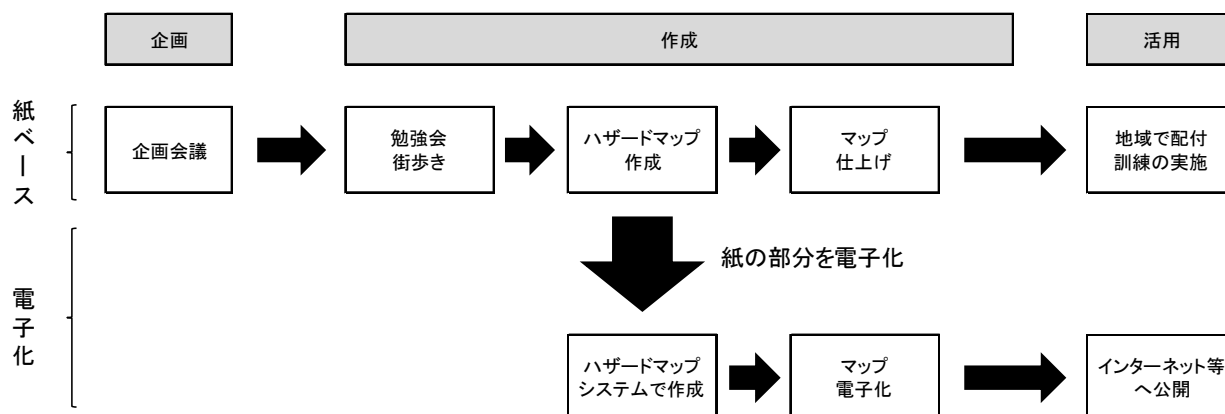 企画
作成
活用
紙ベース
企画会議
勉強会
街歩き
ハザードマップ
作成
マップ
仕上げ
地域で配付
訓練の実施
紙の部分を電子化
電子化
ハザードマップ
システムで作成
マップ
電子化
インターネット等
へ公開